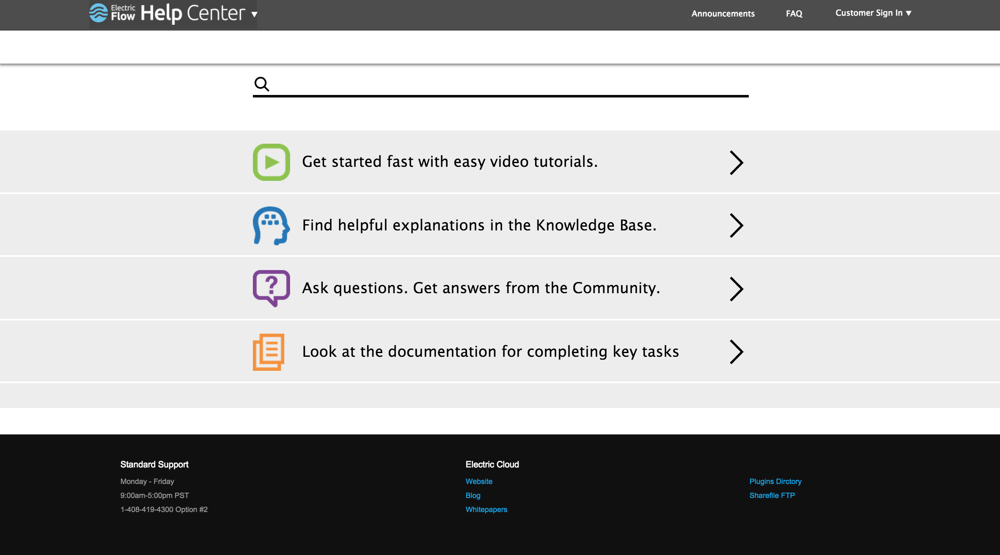 Electric
Flow Help Center ▼
Announcements
FAQ
Customer Sign In ▼
Get started fast with easy video tutorials.
Find helpful explanations in the Knowledge Base.
Ask questions. Get answers from the Community.
Look at the documentation for completing key tasks
Standard Support
Monday - Friday
9:00am-5:00pm PST
1-408-419-4300 Option #2
Electric Cloud
Website
Blog
Whitepapers
Plugins Dirctory
Sharefile FTP